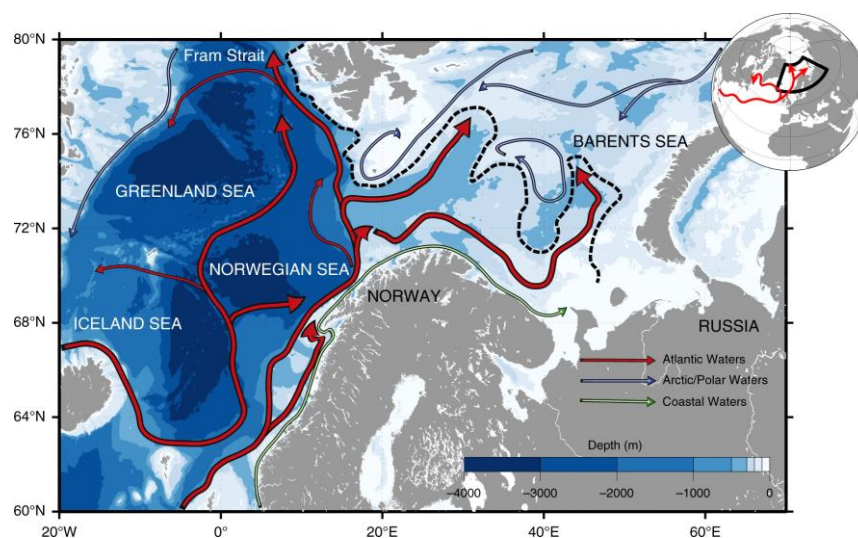 80°N
Fram Strait
76°N
BARENTS SEA
GREENLAND SEA
72°N
NORWEGIAN SEA
NORWAY
ICELAND SEA
68°N
RUSSIA
Atlantic Waters
Arctic/Polar Waters
Coastal Waters
64°N
Depth (m)
–4000 –3000 –2000 –1000 0
60°N
20°W 0° 20°E 40°E 60°E